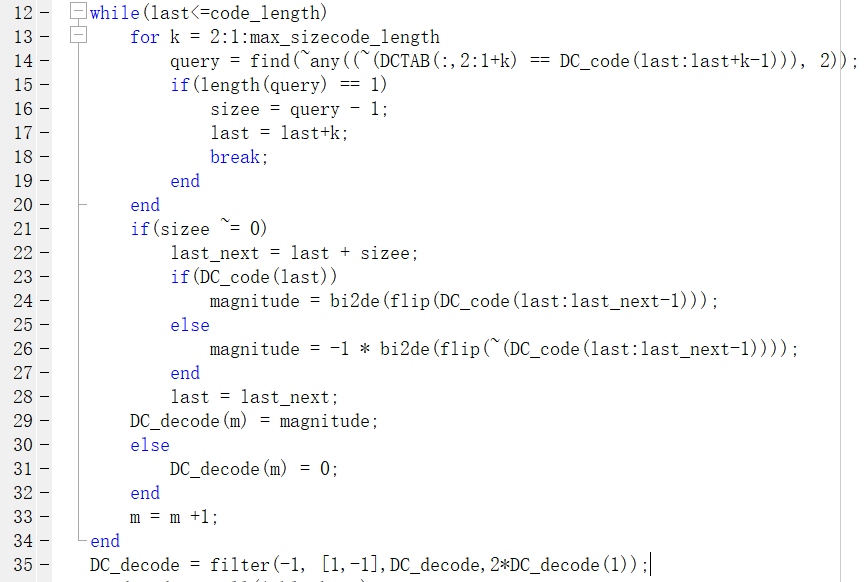 12 – while(last<=code_length)
13 – for k = 2:1:max_sizecode_length
14 – query = find(~any((~(DCTAB(:,2:1+k) == DC_code(last:last+k-1))), 2));
15 – if(length(query) == 1)
16 – sizee = query - 1;
17 – last = last+k;
18 – break;
19 – end
20 – end
21 – if(sizee ~= 0)
22 – last_next = last + sizee;
23 – if(DC_code(last))
24 – magnitude = bi2de(flip(DC_code(last:last_next-1)));
25 – else
26 – magnitude = -1 * bi2de(flip(~(DC_code(last:last_next-1))));
27 – end
28 – last = last_next;
29 – DC_decode(m) = magnitude;
30 – else
31 – DC_decode(m) = 0;
32 – end
33 – m = m +1;
34 – end
35 – DC_decode = filter(-1, [1,-1],DC_decode,2*DC_decode(1));